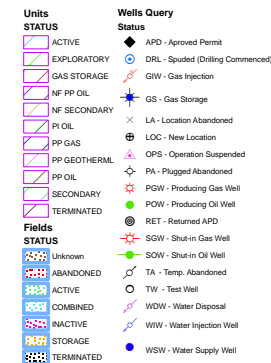 Units
STATUS
ACTIVE
EXPLORATORY
GAS STORAGE
NF PP OIL
NF SECONDARY
PI OIL
PP GAS
PP GEOTHERML
PP OIL
SECONDARY
TERMINATED
Fields
STATUS
Unknown
ABANDONED
ACTIVE
COMBINED
INACTIVE
STORAGE
TERMINATED
Wells Query
Status
APD - Aproved Permit
DRL - Spuded (Drilling Commenced)
GIW - Gas Injection
GS - Gas Storage
LA - Location Abandoned
LOC - New Location
OPS - Operation Suspended
PA - Plugged Abandoned
PGW - Producing Gas Well
POW - Producing Oil Well
RET - Returned APD
SGW - Shut-in Gas Well
SOW - Shut-in Oil Well
TA - Temp. Abandoned
TW - Test Well
WDW - Water Disposal
WIW - Water Injection Well
WSW - Water Supply Well